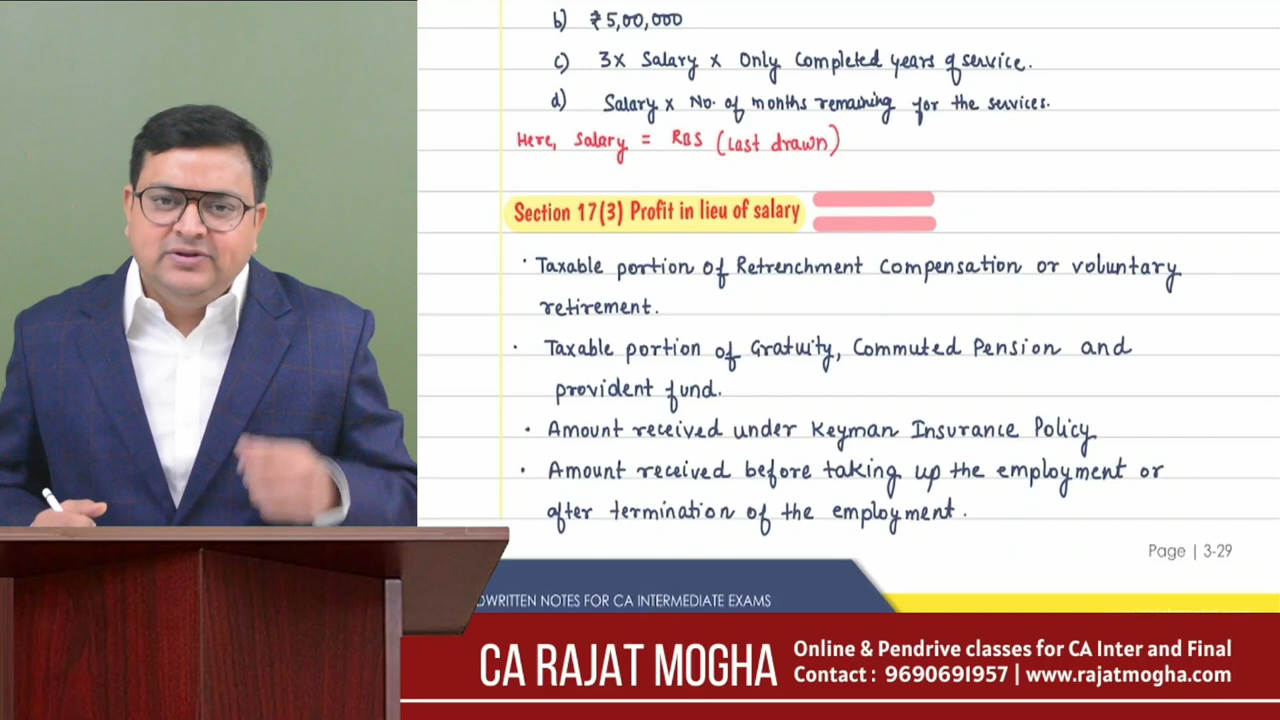 b) ₹5,00,000
c) 3x Salary x Only Completed years of service.
d) Salary x No. of months remaining for the services.
Here, Salary = RBS (Last drawn)
Section 17(3) Profit in lieu of salary
· Taxable portion of Retrenchment Compensation or voluntary
retirement.
· Taxable portion of Gratuity, Commuted Pension and
provident fund.
· Amount received under Keyman Insurance Policy
· Amount received before taking up the employment or
after termination of the employment.
Page | 3-29
DWRITTEN NOTES FOR CA INTERMEDIATE EXAMS
CA RAJAT MOGHA
Online & Pendrive classes for CA Inter and Final
Contact : 9690691957 | www.rajatmogha.com